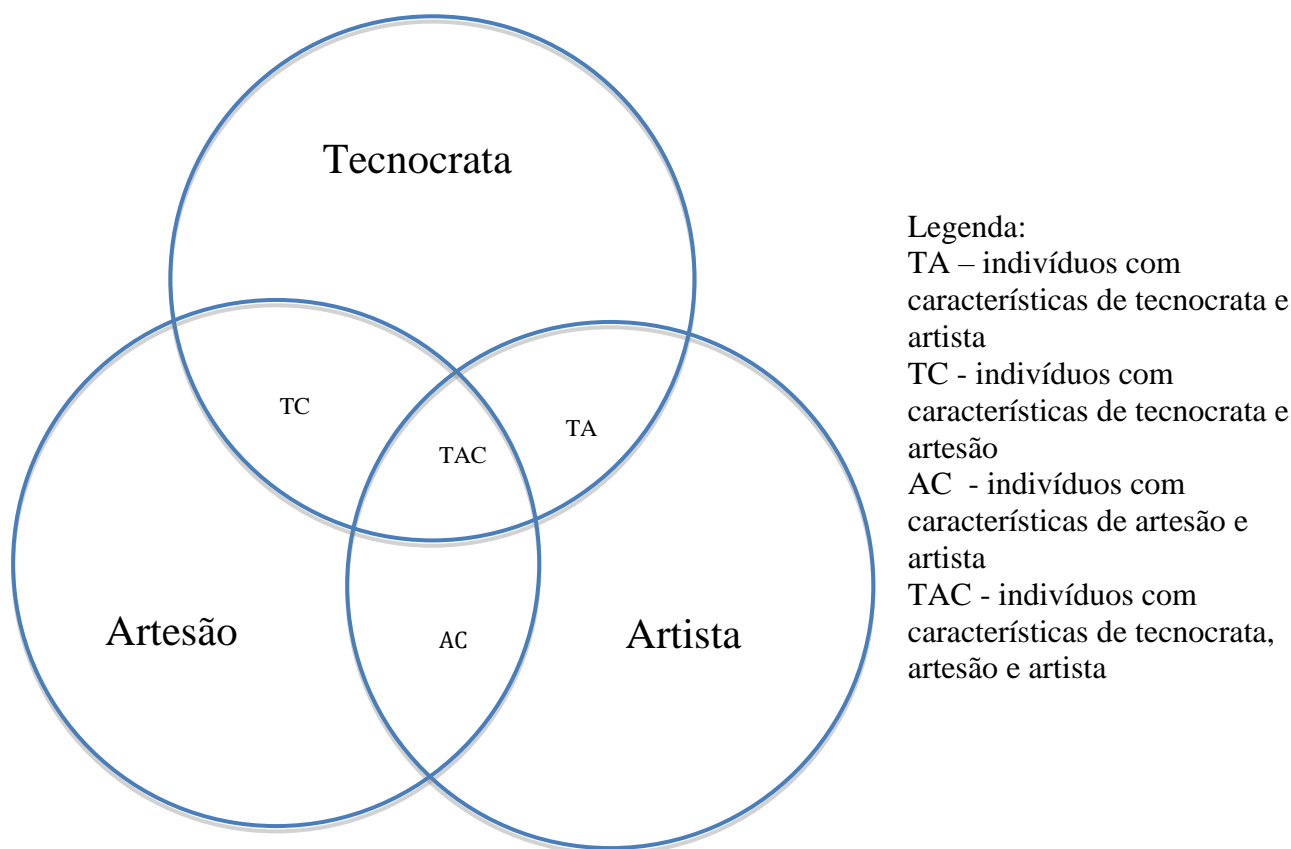 Tecnocrata
TC
TAC
TA
Artesão
AC
Artista
Legenda:
TA – indivíduos com
características de tecnocrata e
artista
TC - indivíduos com
características de tecnocrata e
artesão
AC  - indivíduos com
características de artesão e
artista
TAC - indivíduos com
características de tecnocrata,
artesão e artista